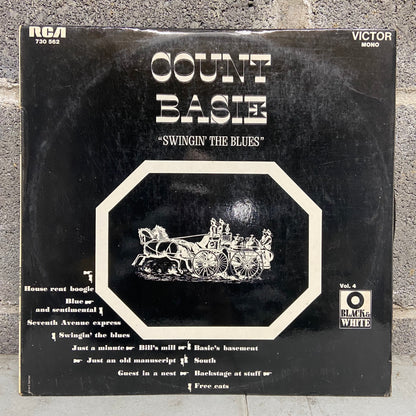 RCA
730 562
VICTOR
MONO
COUNT
BASIE
“SWINGIN’ THE BLUES”
House rent boogie
Blue
and sentimental
Seventh Avenue express
Swingin' the blues
Just a minute Bill's mill Basie's basement
Just an old manuscript South
Guest in a nest Backstage at stuff
Free eats
Vol. 4
BLACK &
WHITE